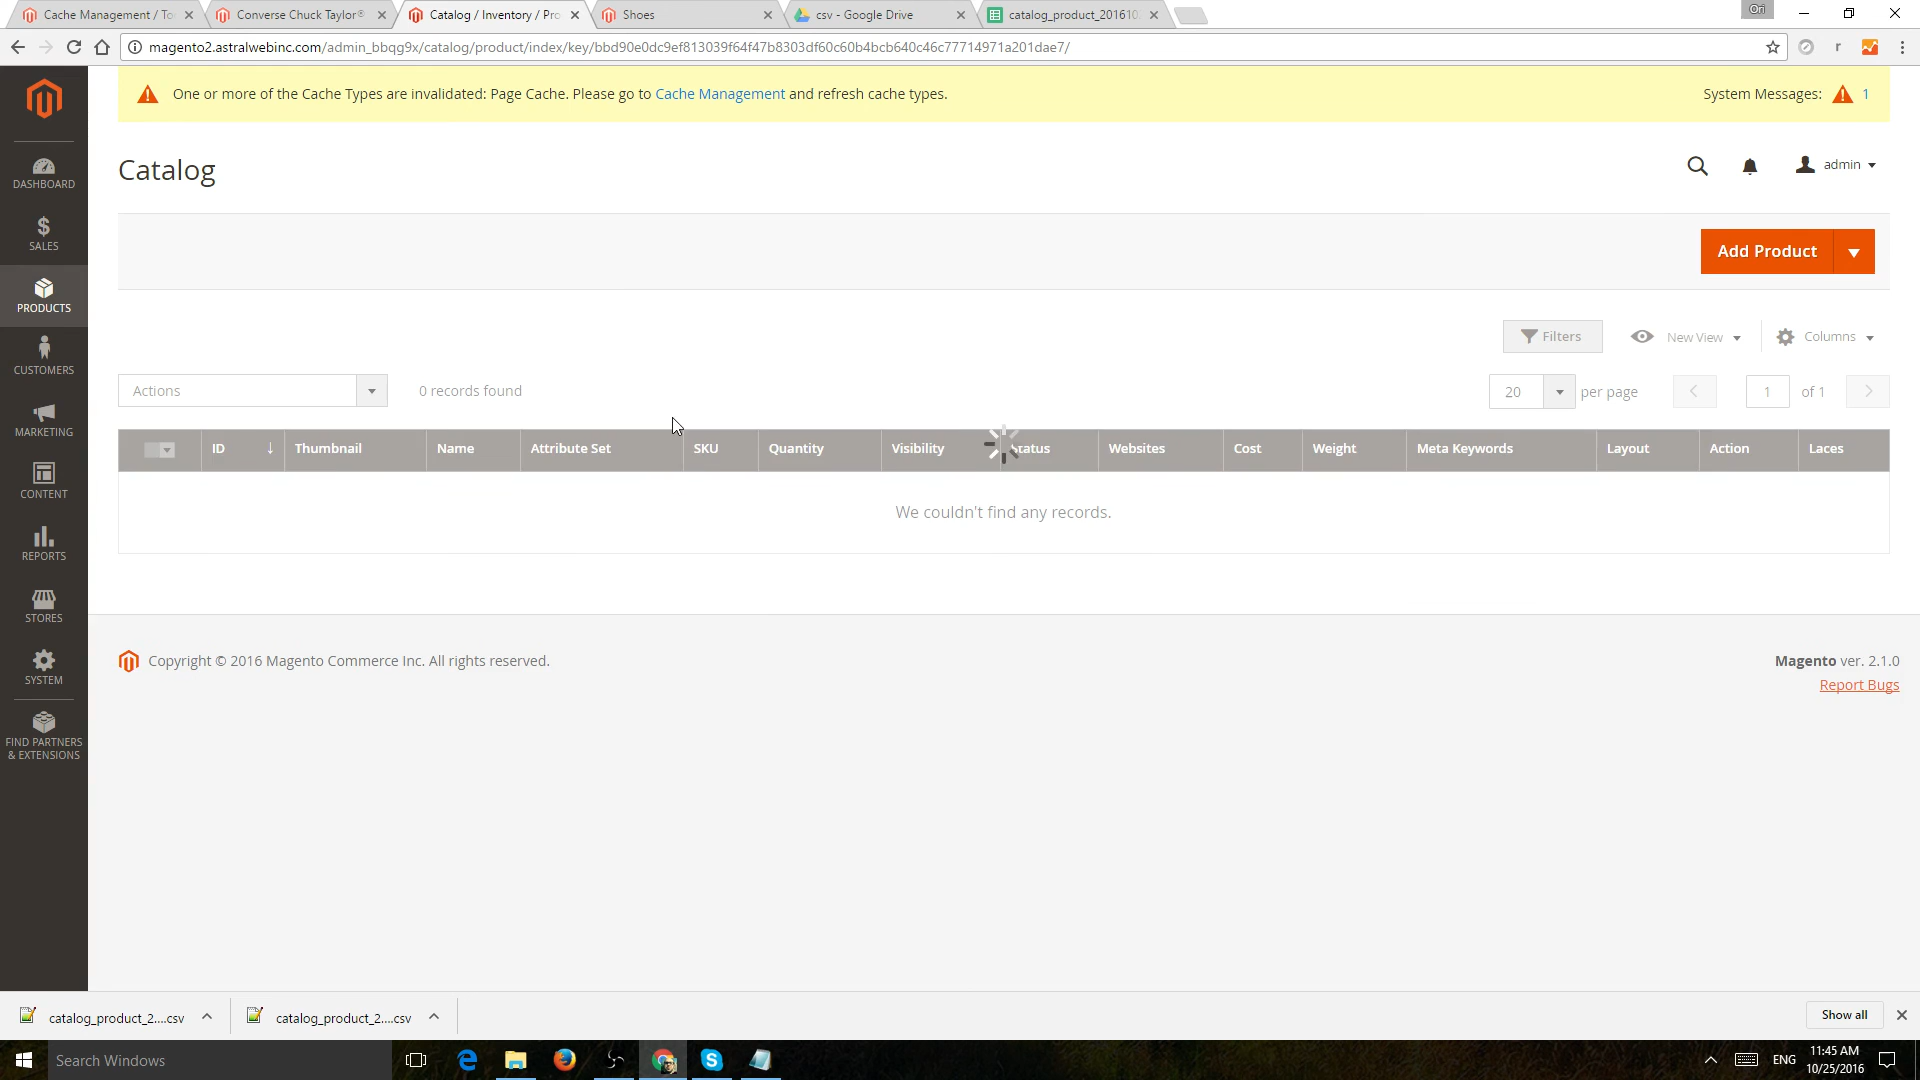 Cache Management / To
Converse Chuck Taylor®
Catalog / Inventory / Pro
Shoes
csv - Google Drive
catalog_product_201610
Ori
magento2.astralwebinc.com/admin_bbqg9x/catalog/product/index/key/bbd90e0dc9ef813039f64f47b8303df60c60b4bcb640c46c77714971a201dae7/
r
One or more of the Cache Types are invalidated: Page Cache. Please go to Cache Management and refresh cache types.
System Messages: 1
Catalog
admin
Add Product
Filters
New View
Columns
Actions
0 records found
20
per page
1
of 1
ID
Thumbnail
Name
Attribute Set
SKU
Quantity
Visibility
Status
Websites
Cost
Weight
Meta Keywords
Layout
Action
Laces
We couldn't find any records.
DASHBOARD
$
SALES
PRODUCTS
CUSTOMERS
MARKETING
CONTENT
REPORTS
STORES
SYSTEM
FIND PARTNERS
& EXTENSIONS
Copyright © 2016 Magento Commerce Inc. All rights reserved.
Magento ver. 2.1.0
Report Bugs
catalog_product_2....csv
catalog_product_2....csv
Show all
Search Windows
ENG
11:45 AM
10/25/2016